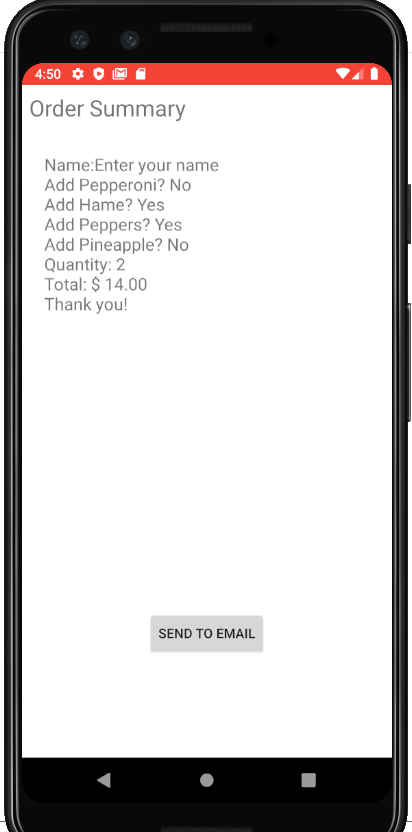 4:50
Order Summary
Name:Enter your name
Add Pepperoni? No
Add Hame? Yes
Add Peppers? Yes
Add Pineapple? No
Quantity: 2
Total: $ 14.00
Thank you!
SEND TO EMAIL